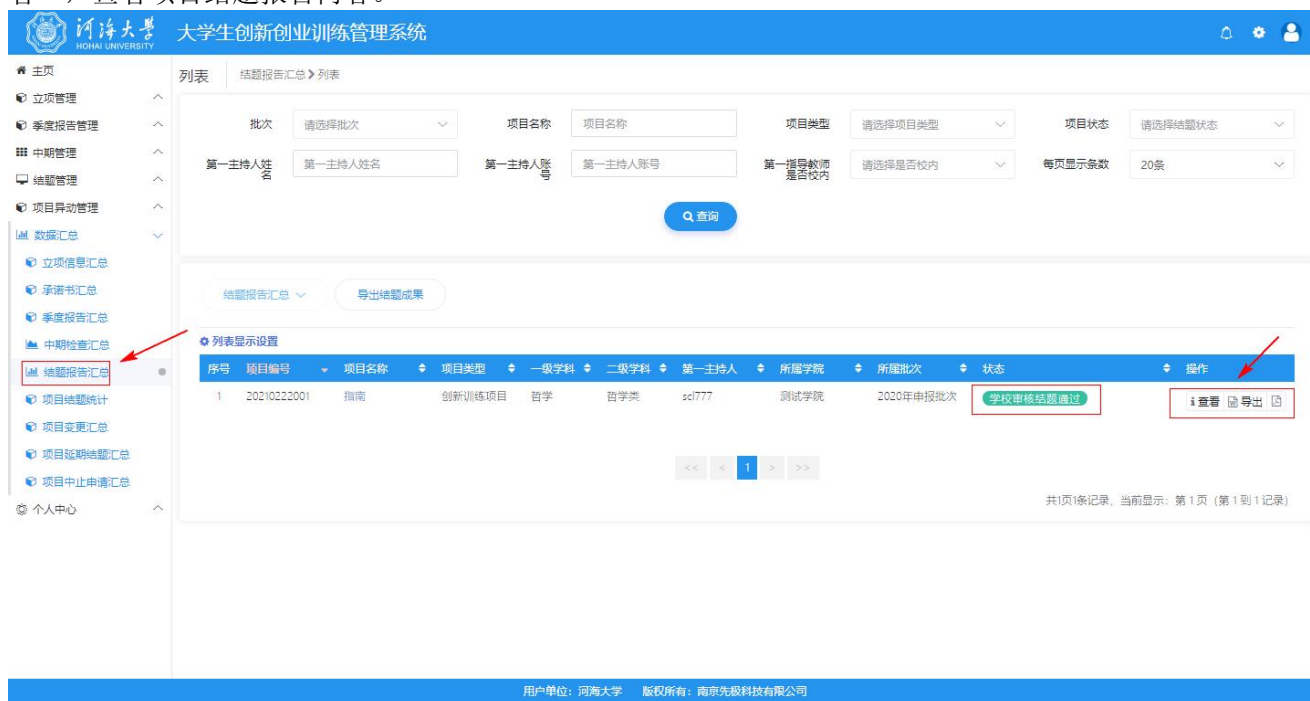 河海大学
HOHAI UNIVERSITY
大学生创新创业训练管理系统
主页
立项管理
季度报告管理
中期管理
结题管理
项目异动管理
数据汇总
立项信息汇总
承诺书汇总
季度报告汇总
中期检查汇总
结题报告汇总
项目结题统计
项目变更汇总
项目延期结题汇总
项目中止申请汇总
个人中心
列表 结题报告汇总 > 列表
批次 请选择批次 项目名称 项目名称 项目类型 请选择项目类型 项目状态 请选择结题状态
第一主持人姓名 第一主持人姓名 第一主持人账号 第一主持人账号 第一指导教师是否校内 请选择是否校内 每页显示条数 20条
查询
结题报告汇总 导出结题成果
列表显示设置
序号 项目编号 项目名称 项目类型 一级学科 二级学科 第一主持人 所属学院 所属批次 状态 操作
1 20210222001 指南 创新训练项目 哲学 哲学类 scl777 测试学院 2020年申报批次 学校审核结题通过 查看 导出
<< < 1 > >>
共1页1条记录, 当前显示: 第1页 (第1到1记录)
用户单位: 河海大学 版权所有: 南京先极科技有限公司